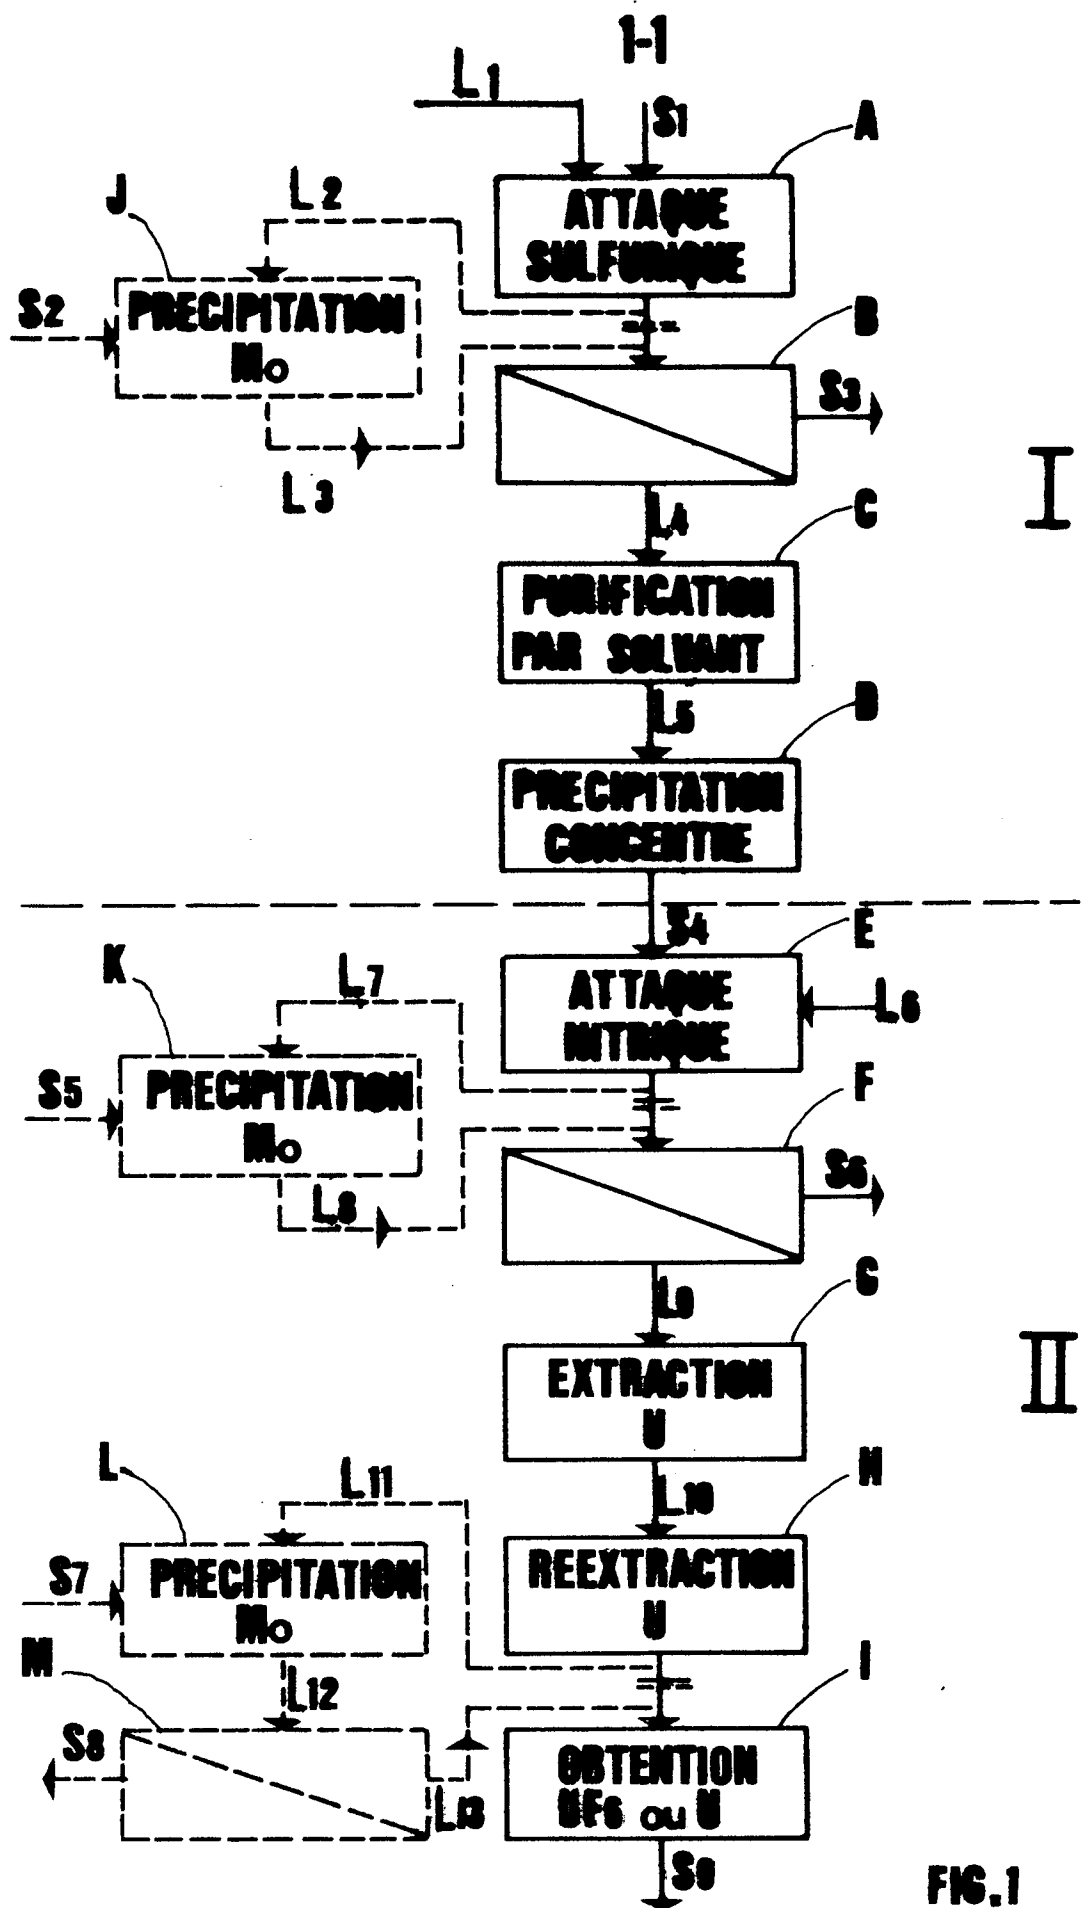 1-1
L1
S1
A
ATTAQUE
SULFURIQUE
L2
J
S2
PRECIPITATION
Mo
L3
B
S3
I
L4
C
PURIFICATION
PAR SOLVANT
L5
D
PRECIPITATION
CONCENTRE
S4
E
ATTAQUE
NITRIQUE
L6
L7
K
S5
PRECIPITATION
Mo
L8
F
S6
L9
G
EXTRACTION
U
II
L10
H
REEXTRACTION
U
L11
L
S7
PRECIPITATION
Mo
L12
M
S8
L13
I
OBTENTION
UF6 ou U
S9
FIG.1